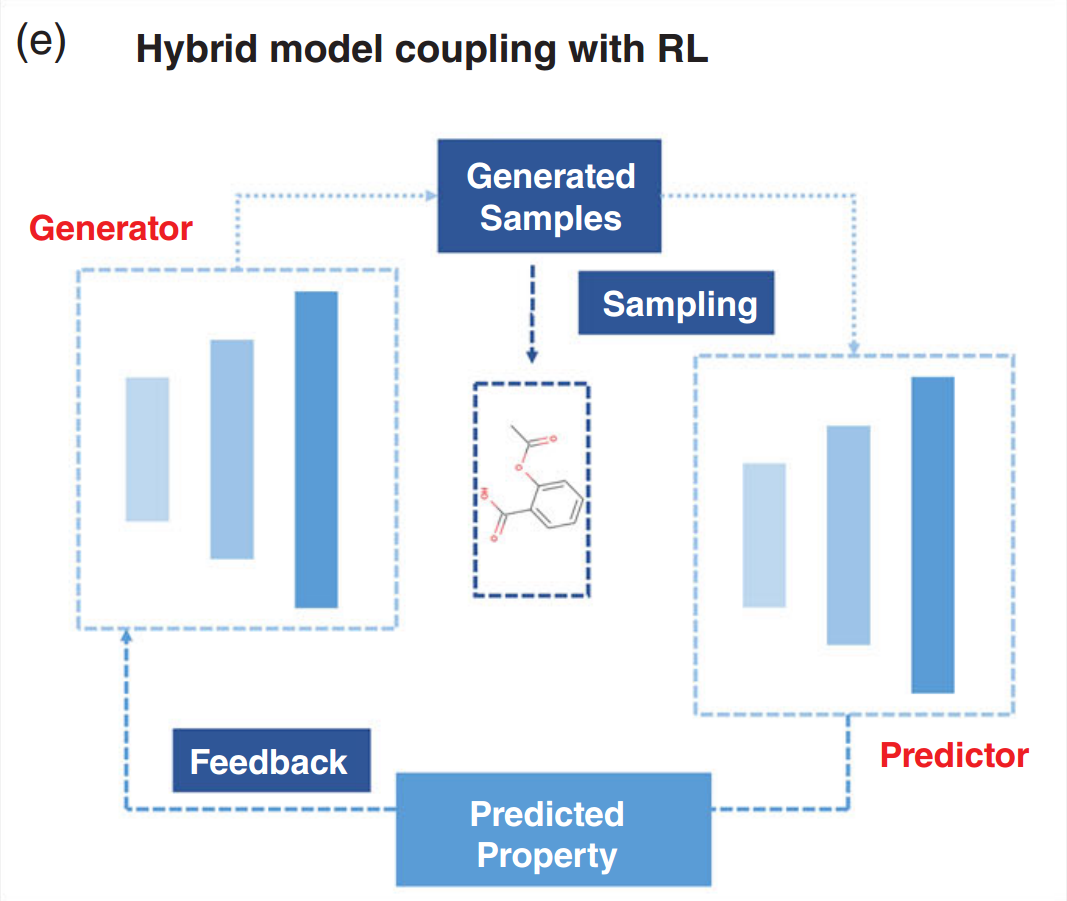 (e) Hybrid model coupling with RL
Generated
Samples
Generator
Sampling
O
O
HO
O
Feedback
Predictor
Predicted
Property